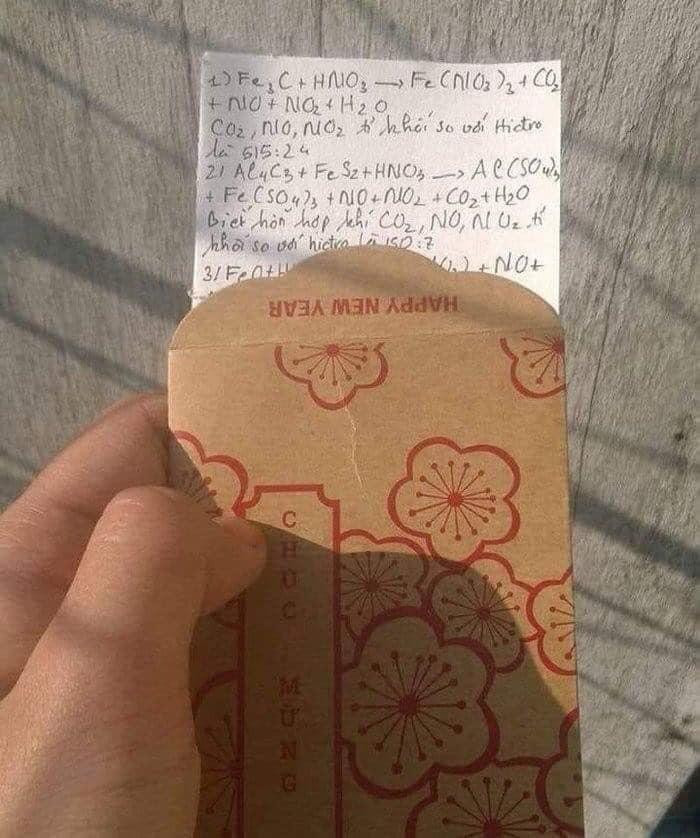 1) Fe3C + HNO3 → Fe(NO3)3 + CO2
+ NO + NO2 + H2O
CO2, NO, NO2 tỉ khối so với Hiđro
là 515:24
2) Al4C3 + FeS2 + HNO3 → Al(SO4)3
+ Fe(SO4)3 + NO + NO2 + CO2 + H2O
Biết hỗn hợp khí CO2, NO, NO2 tỉ
khối so với hiđro là 150:7
3) FeO + H + NO +
HAPPY NEW YEAR
CHÚC MỪNG